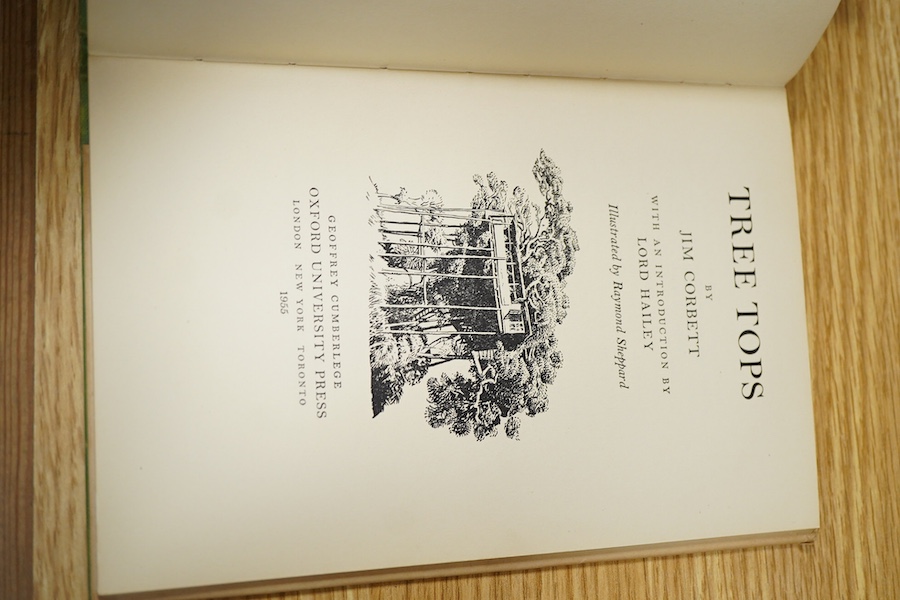 TREE TOPS
BY
JIM CORBETT
WITH AN INTRODUCTION BY
LORD HAILEY
Illustrated by Raymond Sheppard
GEOFFREY CUMBERLEGE
OXFORD UNIVERSITY PRESS
LONDON NEW YORK TORONTO
1955